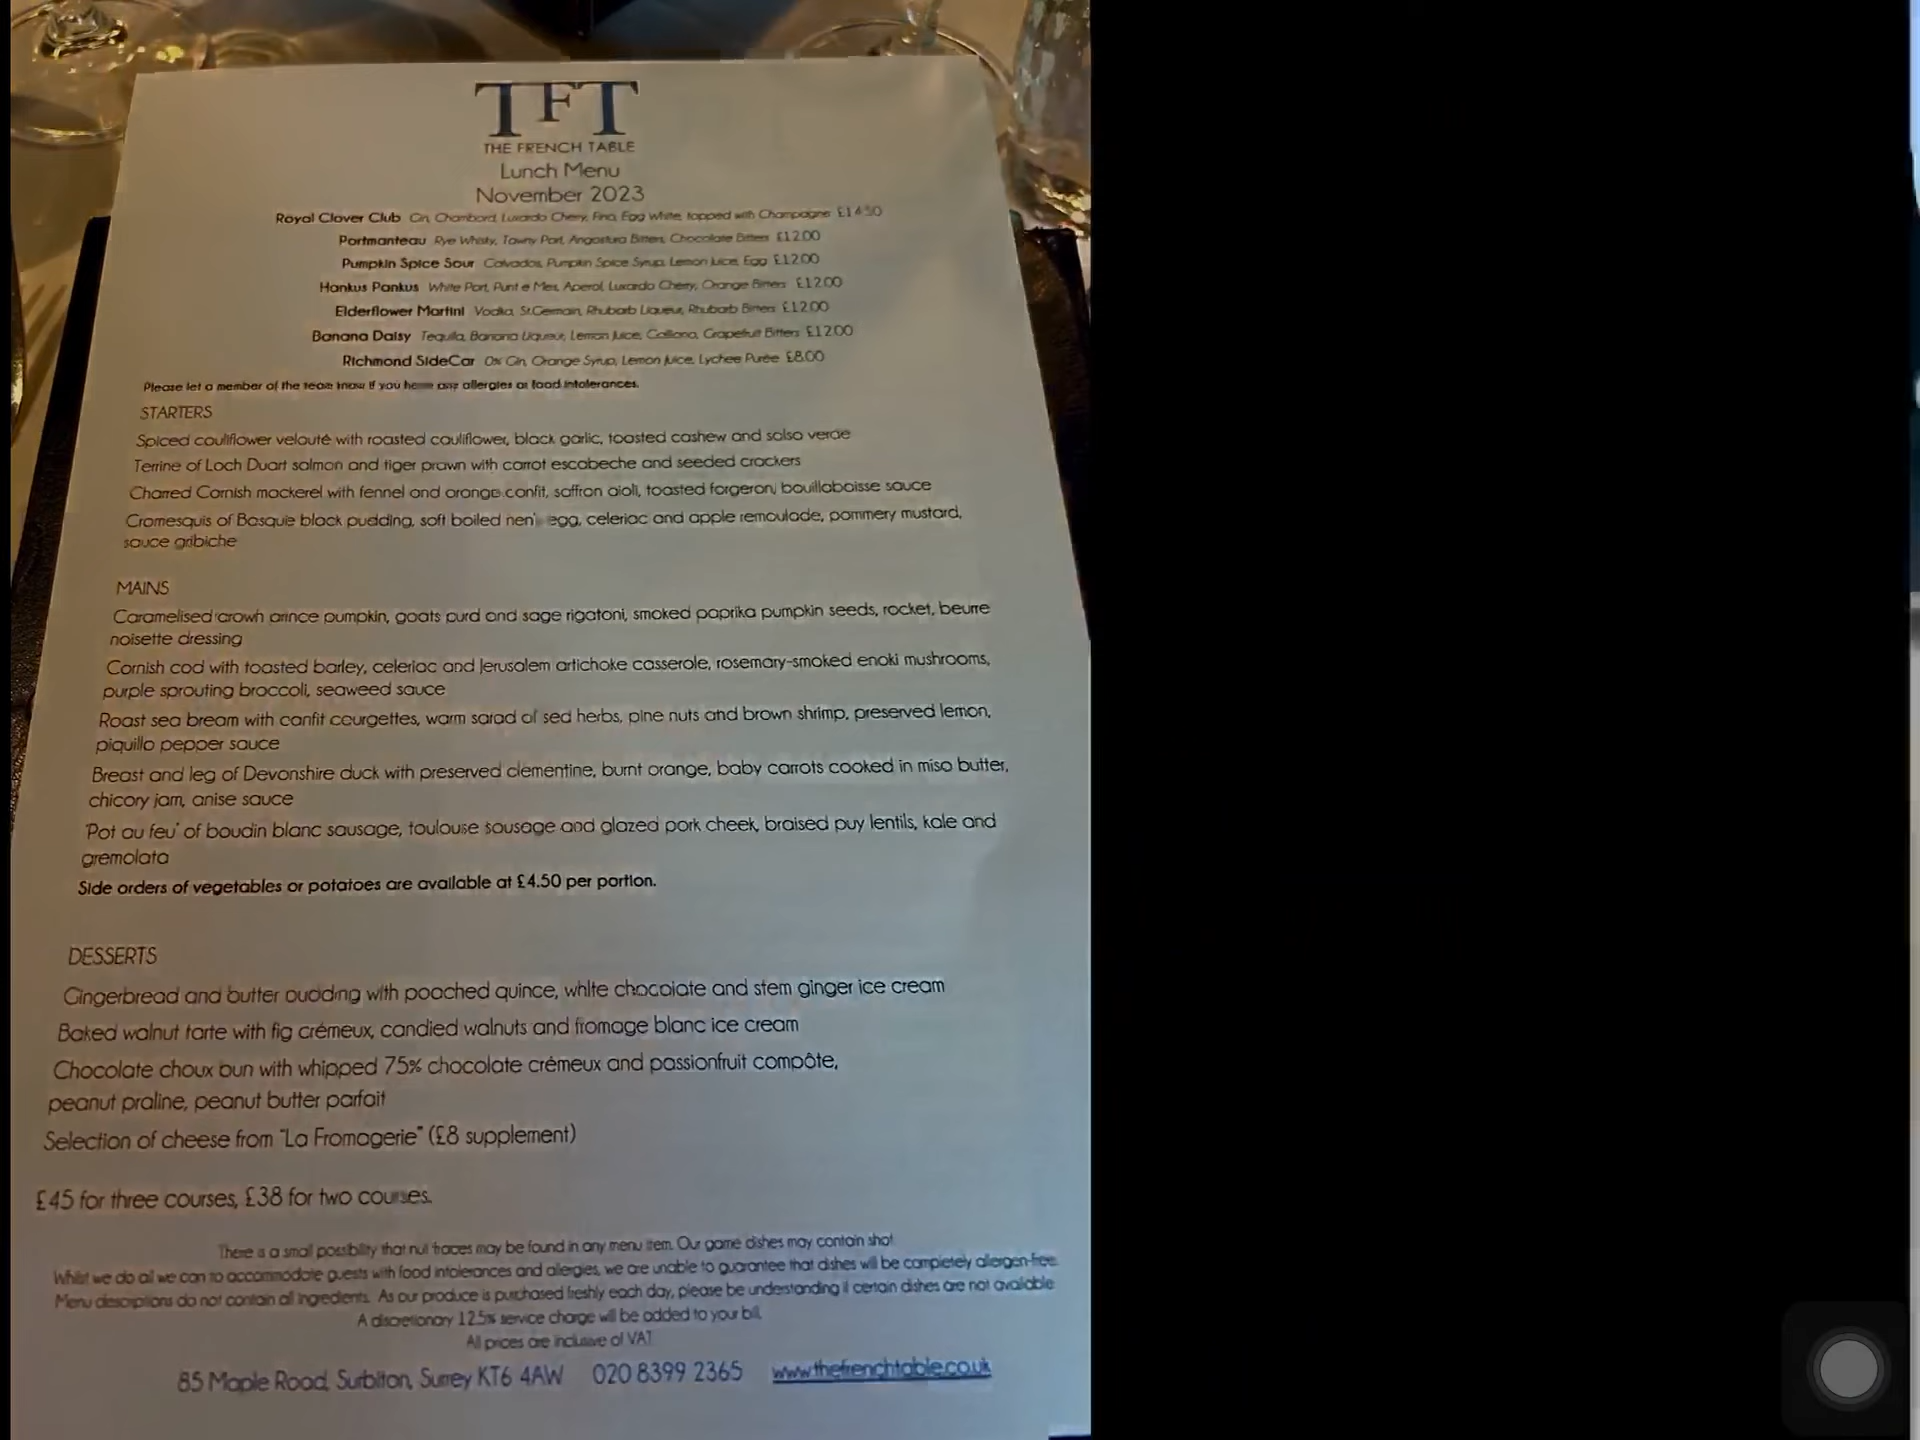 TFT
THE FRENCH TABLE
Lunch Menu
November 2023
Royal Clover Club Gin, Chambord, Luxardo Cherry, Fino, Egg White, topped with Champagne £14.50
Portmanteau Rye Whisty, Tawny Port, Angostura Bitters, Chocolate Bitters £12.00
Pumpkin Spice Sour Calvados, Pumpkin Spice Syrup, Lemon Juice, Egg £12.00
Hankus Pankus White Port, Punt e Mes, Aperol, Luxardo Cherry, Orange Bitters £12.00
Elderflower Martini Vodka, St.Germain, Rhubarb Liqueur, Rhubarb Bitters £12.00
Banana Daisy Tequila, Banana Liqueur, Lemon Juice, Galliano, Grapefruit Bitters £12.00
Richmond SideCar 0% Gin, Orange Syrup, Lemon Juice, Lychee Purée £8.00
Please let a member of the team know if you have any allergies or food intolerances.
STARTERS
Spiced cauliflower velouté with roasted cauliflower, black garlic, toasted cashew and salsa verde
Terrine of Loch Duart salmon and tiger prawn with carrot escabeche and seeded crackers
Charred Cornish mackerel with fennel and orange confit, saffron aioli, toasted forgeron, bouillabaisse sauce
Cromesquis of Basque black pudding, soft boiled hen's egg, celeriac and apple remoulade, pommery mustard,
sauce gribiche
MAINS
Caramelised crown prince pumpkin, goats curd and sage rigatoni, smoked paprika pumpkin seeds, rocket, beurre
noisette dressing
Cornish cod with toasted barley, celeriac and Jerusalem artichoke casserole, rosemary-smoked enoki mushrooms,
purple sprouting broccoli, seaweed sauce
Roast sea bream with confit courgettes, warm salad of sea herbs, pine nuts and brown shrimp, preserved lemon,
piquillo pepper sauce
Breast and leg of Devonshire duck with preserved clementine, burnt orange, baby carrots cooked in miso butter,
chicory jam, anise sauce
'Pot au feu' of boudin blanc sausage, toulouse sausage and glazed pork cheek, braised puy lentils, kale and
gremolata
Side orders of vegetables or potatoes are available at £4.50 per portion.
DESSERTS
Gingerbread and butter pudding with poached quince, white chocolate and stem ginger ice cream
Baked walnut tarte with fig crémeux, candied walnuts and fromage blanc ice cream
Chocolate choux bun with whipped 75% chocolate crémeux and passionfruit compôte,
peanut praline, peanut butter parfait
Selection of cheese from "La Fromagerie" (£8 supplement)
£45 for three courses, £38 for two courses.
There is a small possibility that nut traces may be found in any menu item. Our game dishes may contain shot
Whilst we do all we can to accommodate guests with food intolerances and allergies, we are unable to guarantee that dishes will be completely allergen-free.
Menu descriptions do not contain all ingredients. As our produce is purchased freshly each day, please be understanding if certain dishes are not available
A discretionary 12.5% service charge will be added to your bill.
All prices are inclusive of VAT
85 Maple Road, Surbiton, Surrey KT6 4AW 020 8399 2365 www.thefrenchtable.co.uk